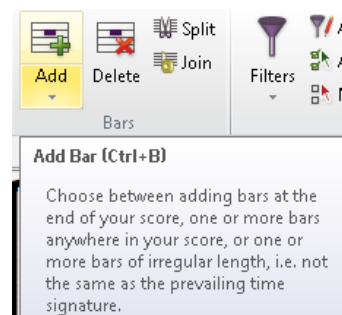 Split
Join
Add
Delete
Filters
Bars
Add Bar (Ctrl+B)
Choose between adding bars at the
end of your score, one or more bars
anywhere in your score, or one or
more bars of irregular length, i.e. not
the same as the prevailing time
signature.